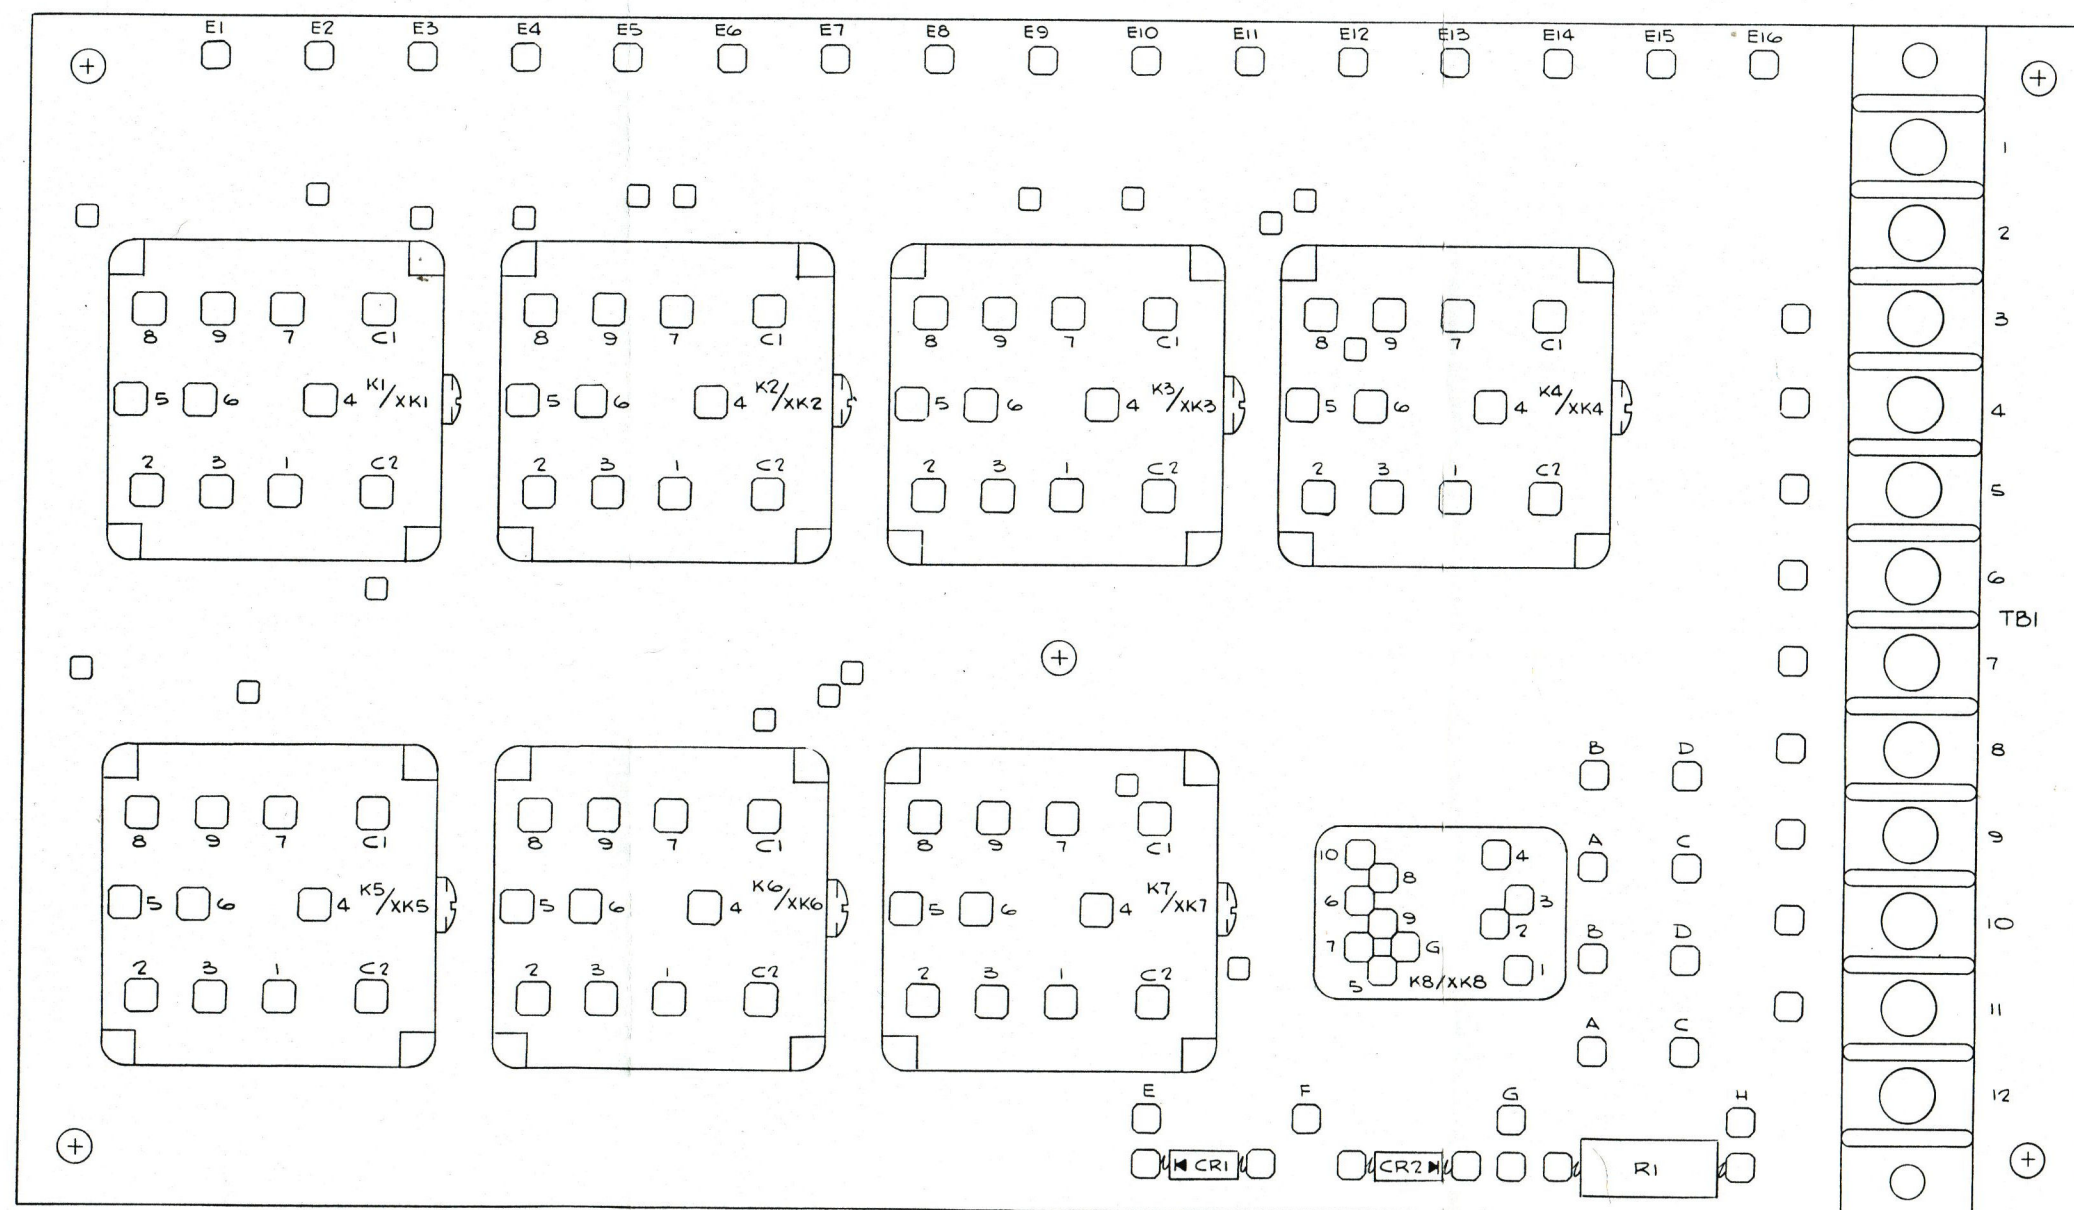 E1 E2 E3 E4 E5 E6 E7 E8 E9 E10 E11 E12 E13 E14 E15 E16
1
2
8 9 7 C1 8 9 7 C1 8 9 7 C1 8 9 7 C1 3
5 6 4 K1/XK1 5 6 4 K2/XK2 5 6 4 K3/XK3 5 6 4 K4/XK4 4
2 3 1 C2 2 3 1 C2 2 3 1 C2 2 3 1 C2 5
6
TB1
7
B D 8
8 9 7 C1 8 9 7 C1 8 9 7 C1 10 4 A C 9
8
5 6 4 K5/XK5 5 6 4 K6/XK6 5 6 4 K7/XK7 6 3
9 2 B D 10
7 G
2 3 1 C2 2 3 1 C2 2 3 1 C2 5 K8/XK8 1
A C 11
E F G H 12
CR1 CR2 R1